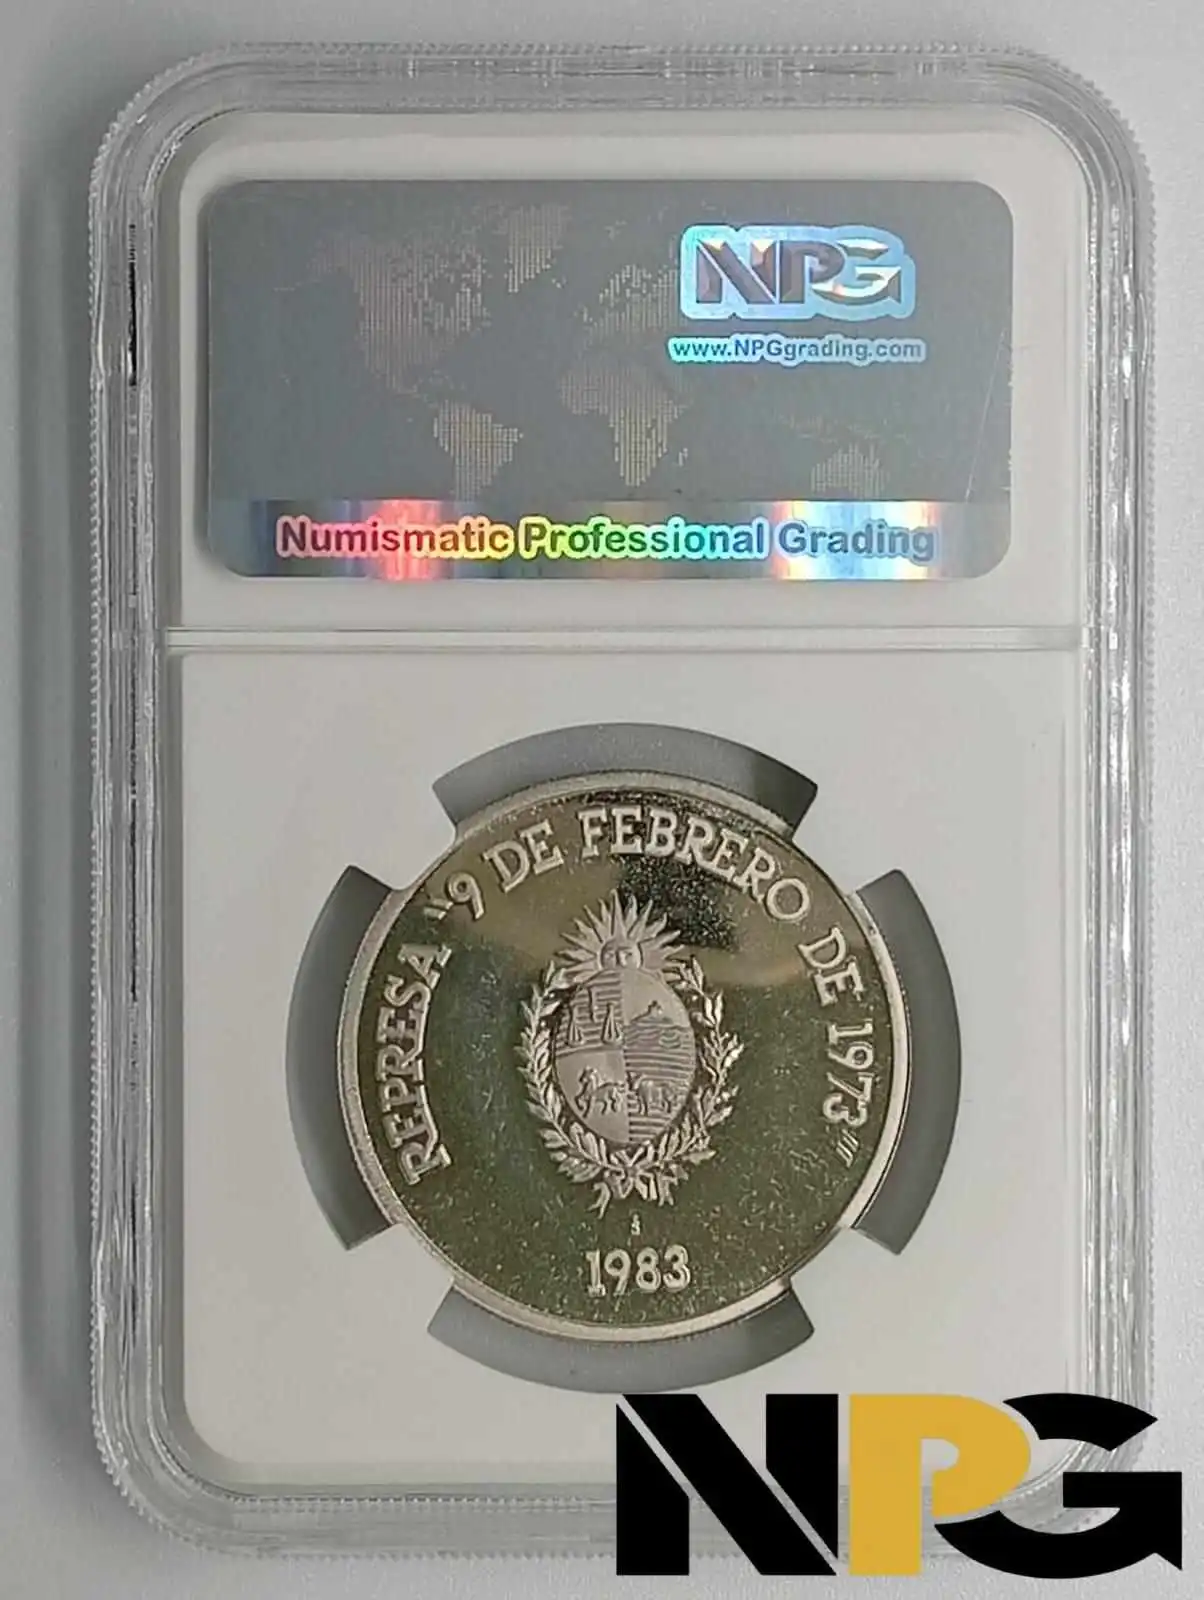 NPG
www.NPGgrading.com
Numismatic Professional Grading
REPRESA "9 DE FEBRERO DE 1973"
1983
NPG